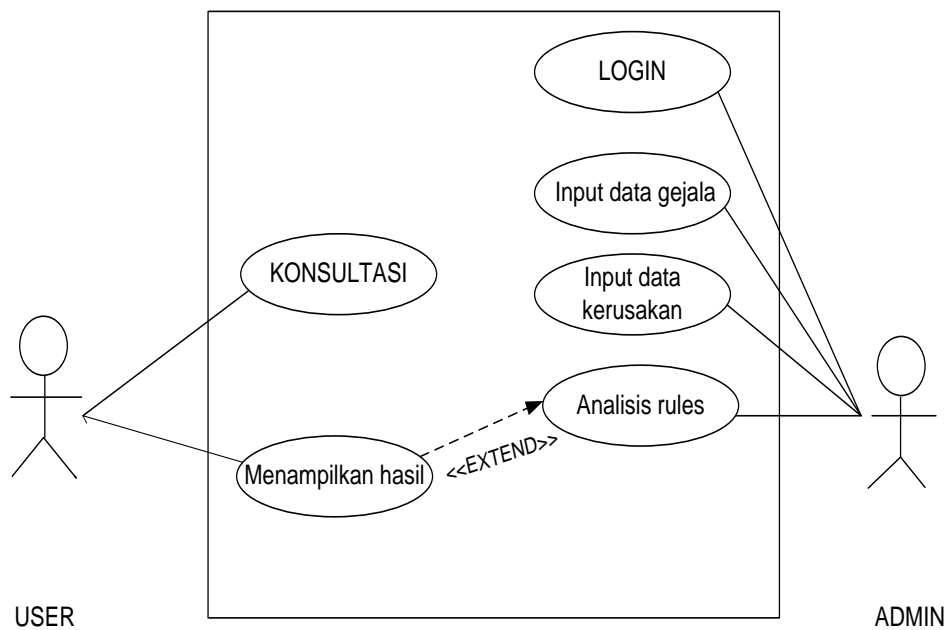 LOGIN
Input data gejala
KONSULTASI
Input data
kerusakan
Analisis rules
Menampilkan hasil
<<EXTEND>>
USER
ADMIN